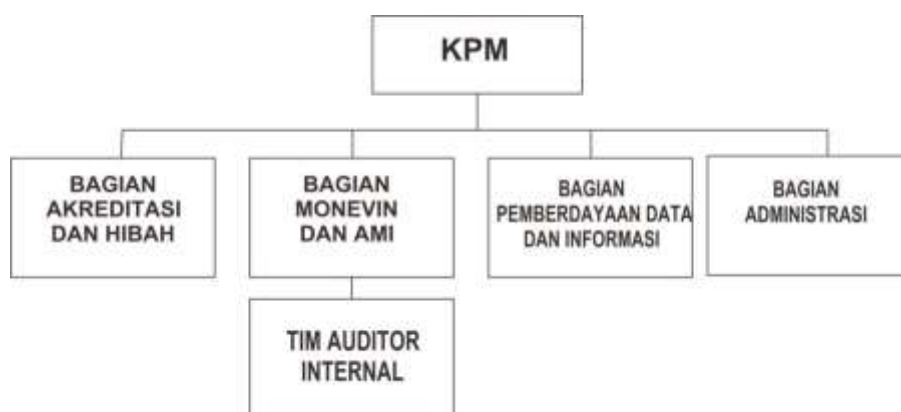 KPM
BAGIAN
AKREDITASI
DAN HIBAH
BAGIAN
MONEVIN
DAN AMI
BAGIAN
PEMBERDAYAAN DATA
DAN INFORMASI
BAGIAN
ADMINISTRASI
TIM AUDITOR
INTERNAL